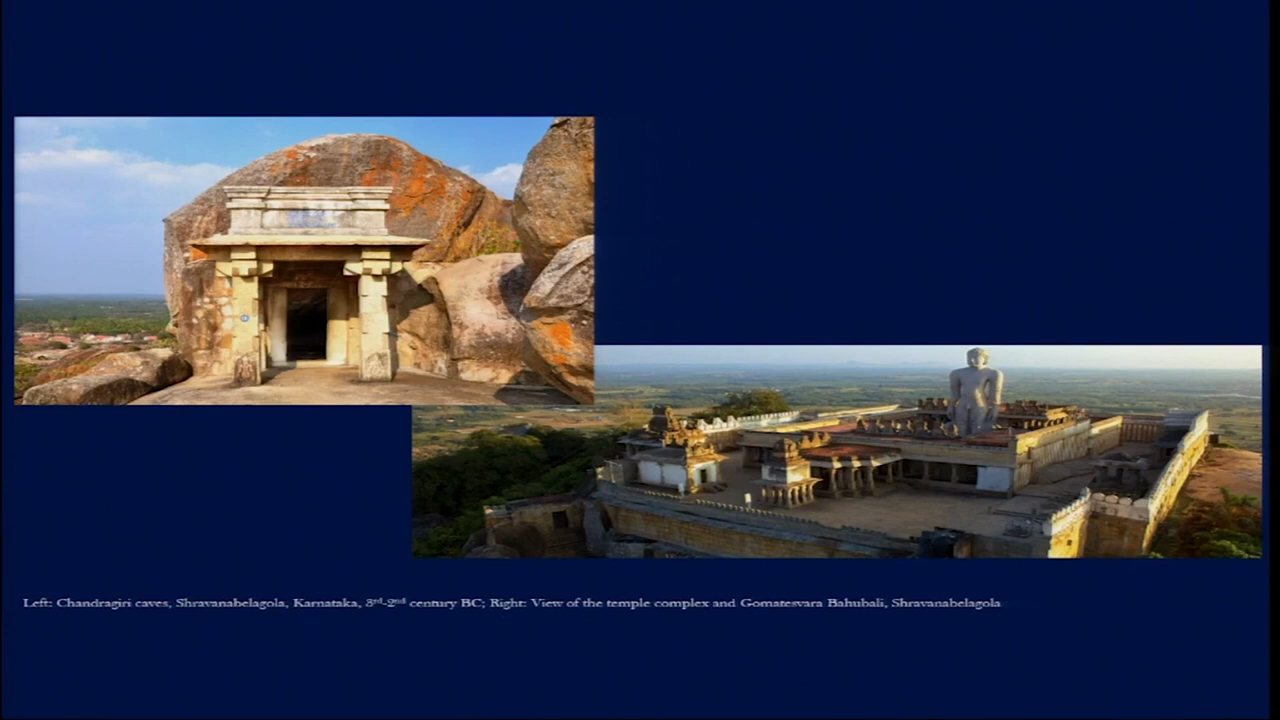 Left: Chandragiri caves, Shravanabelagola, Karnataka, 3rd-2nd century BC; Right: View of the temple complex and Gomatesvara Bahubali, Shravanabelagola